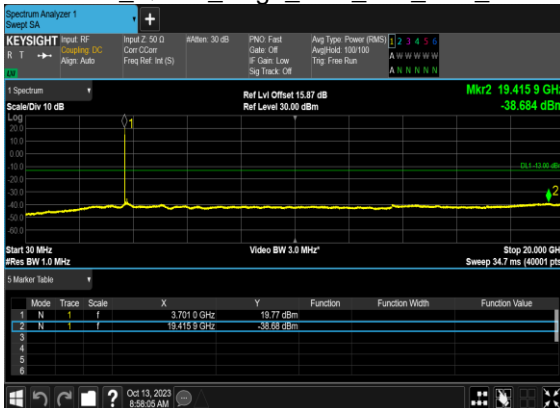 Spectrum Analyzer 1
Swept SA
+
KEYSIGHT
R T
Input: RF
Coupling: DC
Align: Auto
Input Z: 50 Ω
Corr CCorr
Freq Ref: Int (S)
#Atten: 30 dB
PNO: Fast
Gate: Off
IF Gain: Low
Sig Track: Off
Avg Type: Power (RMS)
Avg|Hold: 100/100
Trig: Free Run
1 2 3 4 5 6
A W W W W W
A N N N N N
1 Spectrum
Scale/Div 10 dB
Ref Lvl Offset 15.87 dB
Ref Level 30.00 dBm
Mkr2 19.415 9 GHz
-38.684 dBm
Log
20.0
10.0
0.00
-10.0
-20.0
-30.0
-40.0
-50.0
-60.0
1
DL1 -13.00 dBm
2
Start 30 MHz
#Res BW 1.0 MHz
Video BW 3.0 MHz*
Stop 20.000 GHz
Sweep 34.7 ms (40001 pts)
5 Marker Table
Mode Trace Scale X Y Function Function Width Function Value
1 N 1 f 3.701 0 GHz 19.77 dBm
2 N 1 f 19.415 9 GHz -38.68 dBm
3
4
5
6
?
Oct 13, 2023
8:58:05 AM